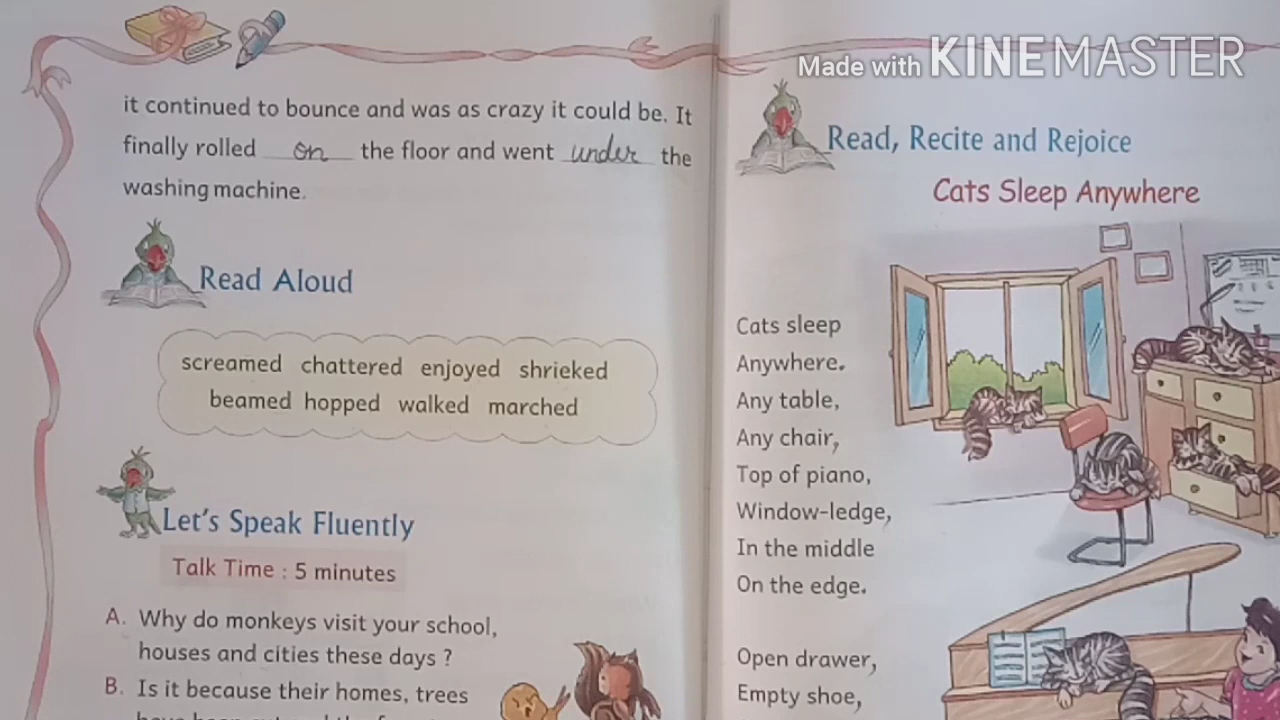 Made with KINEMASTER
it continued to bounce and was as crazy it could be. It
finally rolled on the floor and went under the
washing machine.
Read Aloud
screamed chattered enjoyed shrieked
beamed hopped walked marched
Let's Speak Fluently
Talk Time : 5 minutes
A. Why do monkeys visit your school,
houses and cities these days ?
B. Is it because their homes, trees
Read, Recite and Rejoice
Cats Sleep Anywhere
Cats sleep
Anywhere.
Any table,
Any chair,
Top of piano,
Window-ledge,
In the middle
On the edge.
Open drawer,
Empty shoe,